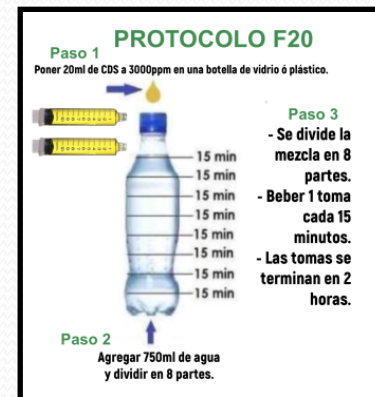 PROTOCOLO F20
Paso 1
Poner 20ml de CDS a 3000ppm en una botella de vidrio ó plástico.
15 min
15 min
15 min
15 min
15 min
15 min
15 min
15 min
Paso 3
- Se divide la
mezcla en 8
partes.
- Beber 1 toma
cada 15
minutos.
- Las tomas se
terminan en 2
horas.
Paso 2
Agregar 750ml de agua
y dividir en 8 partes.